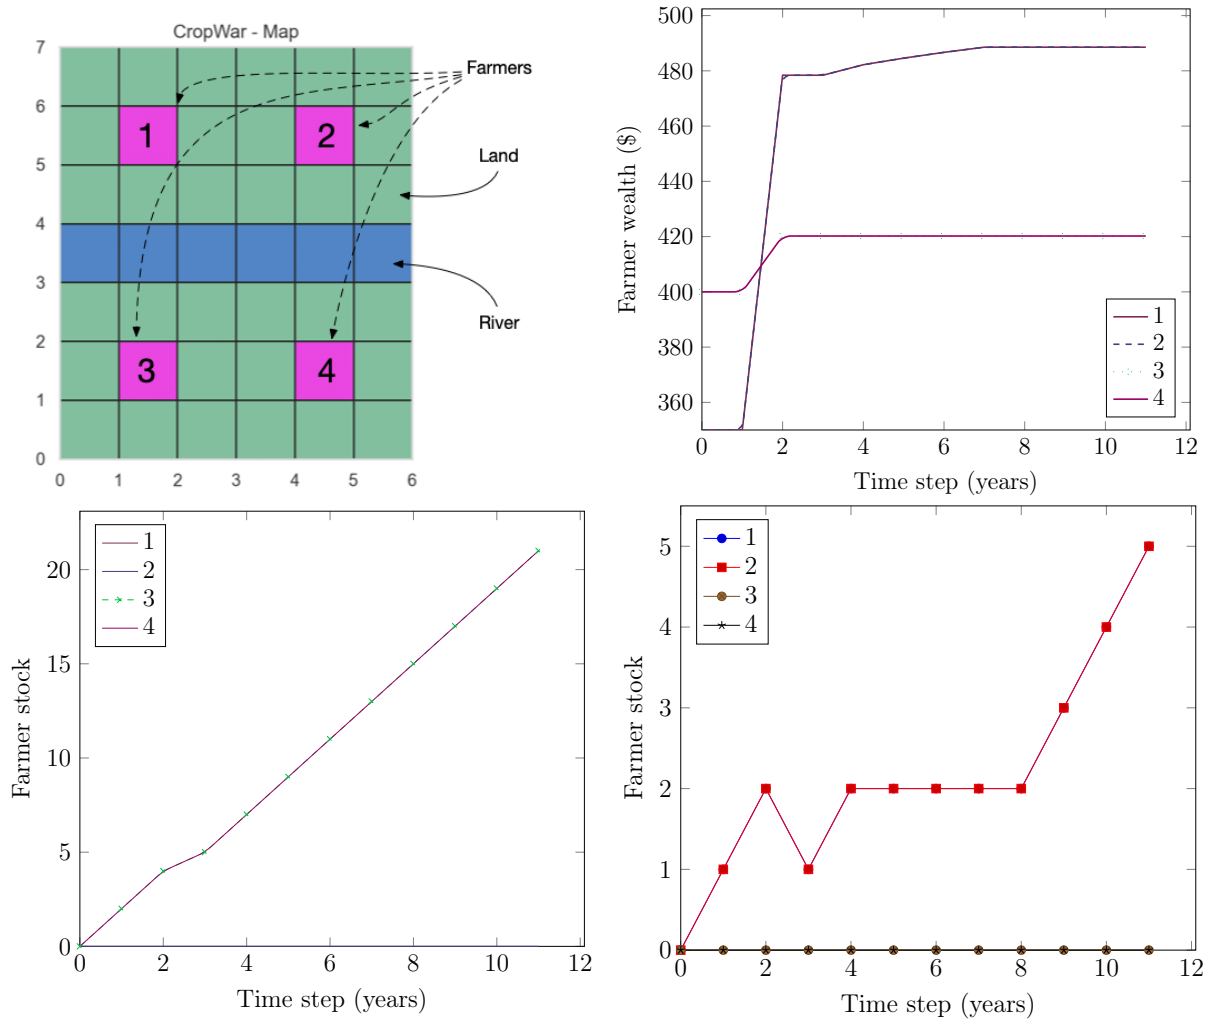 CropWar - Map
7
6
5
4
3
2
1
0
0 1 2 3 4 5 6
1 2
3 4
Farmers
Land
River
500
480
460
440
420
400
380
360
Farmer wealth ($)
0 2 4 6 8 10 12
Time step (years)
1
2
3
4
20
15
10
5
0
Farmer stock
0 2 4 6 8 10 12
Time step (years)
1
2
3
4
5
4
3
2
1
0
Farmer stock
0 2 4 6 8 10 12
Time step (years)
1
2
3
4